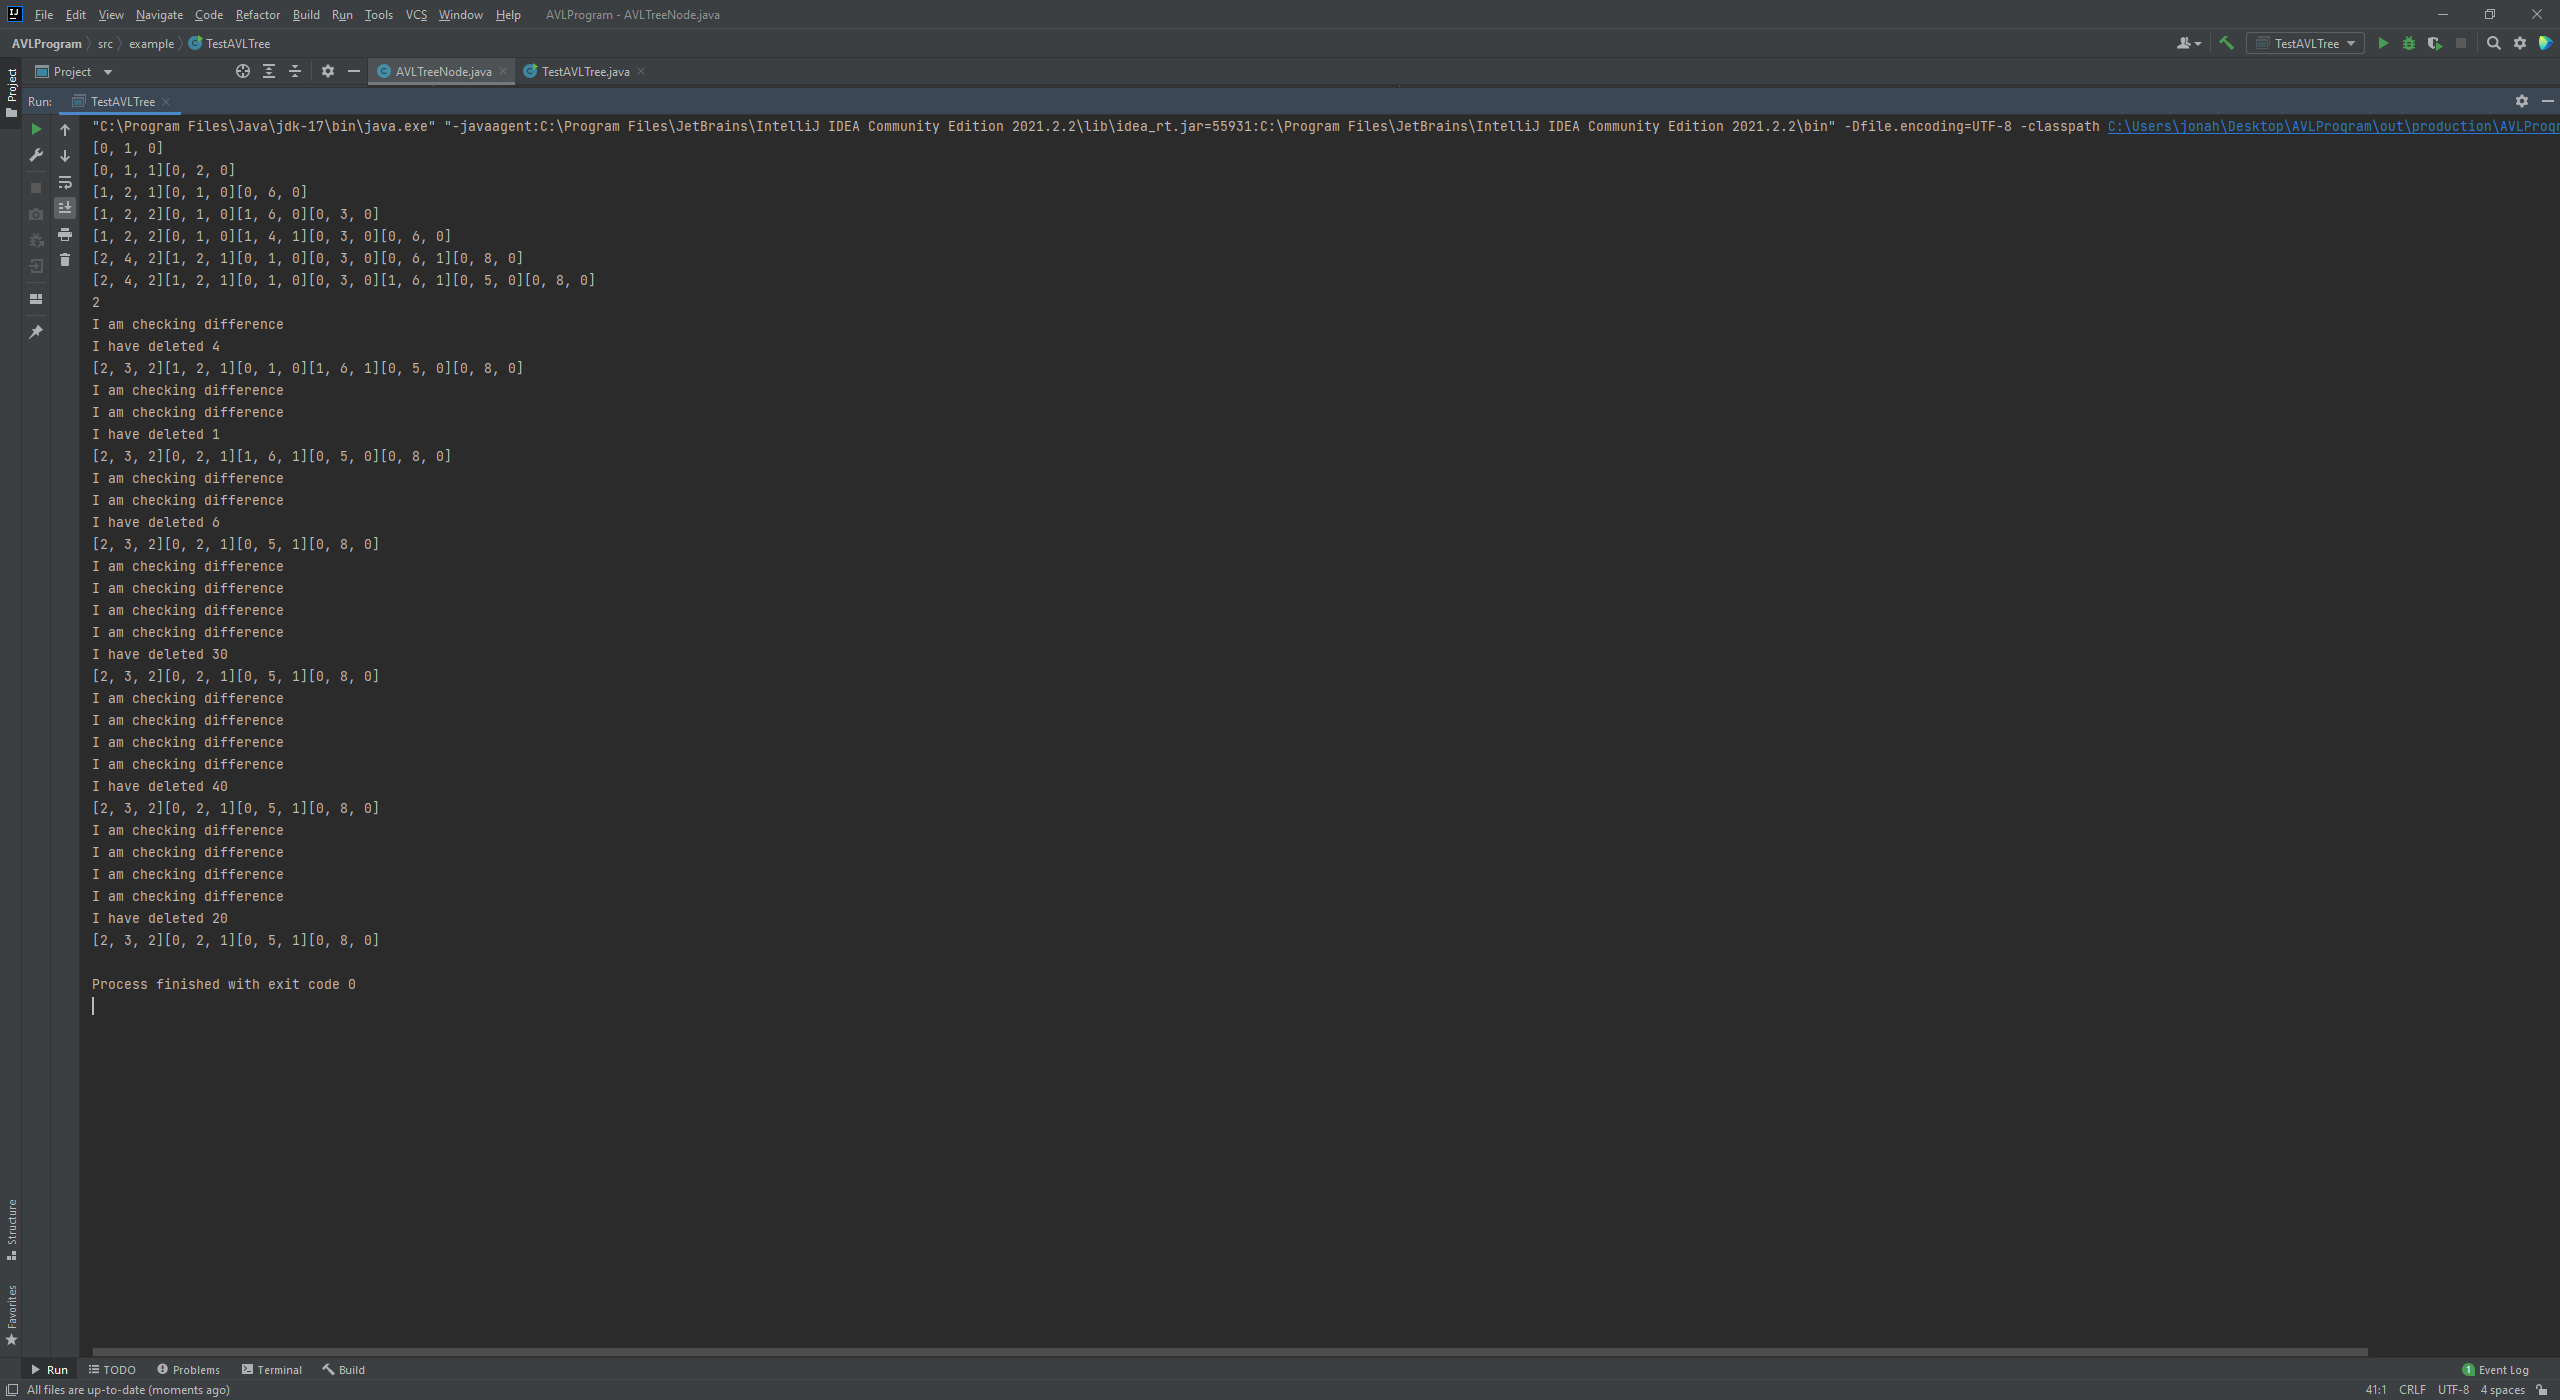 File Edit View Navigate Code Refactor Build Run Tools VCS Window Help AVLProgram - AVLTreeNode.java
AVLProgram src example TestAVLTree TestAVLTree
Project Project AVLTreeNode.java TestAVLTree.java
Run: TestAVLTree
"C:\Program Files\Java\jdk-17\bin\java.exe" "-javaagent:C:\Program Files\JetBrains\IntelliJ IDEA Community Edition 2021.2.2\lib\idea_rt.jar=55931:C:\Program Files\JetBrains\IntelliJ IDEA Community Edition 2021.2.2\bin" -Dfile.encoding=UTF-8 -classpath C:\Users\jonah\Desktop\AVLProgram\out\production\AVLProgr
[0, 1, 0]
[0, 1, 1][0, 2, 0]
[1, 2, 1][0, 1, 0][0, 6, 0]
[1, 2, 2][0, 1, 0][1, 6, 0][0, 3, 0]
[1, 2, 2][0, 1, 0][1, 4, 1][0, 3, 0][0, 6, 0]
[2, 4, 2][1, 2, 1][0, 1, 0][0, 3, 0][0, 6, 1][0, 8, 0]
[2, 4, 2][1, 2, 1][0, 1, 0][0, 3, 0][1, 6, 1][0, 5, 0][0, 8, 0]
2
I am checking difference
I have deleted 4
[2, 3, 2][1, 2, 1][0, 1, 0][1, 6, 1][0, 5, 0][0, 8, 0]
I am checking difference
I am checking difference
I have deleted 1
[2, 3, 2][0, 2, 1][1, 6, 1][0, 5, 0][0, 8, 0]
I am checking difference
I am checking difference
I have deleted 6
[2, 3, 2][0, 2, 1][0, 5, 1][0, 8, 0]
I am checking difference
I am checking difference
I am checking difference
I am checking difference
I have deleted 30
[2, 3, 2][0, 2, 1][0, 5, 1][0, 8, 0]
I am checking difference
I am checking difference
I am checking difference
I am checking difference
I have deleted 40
[2, 3, 2][0, 2, 1][0, 5, 1][0, 8, 0]
I am checking difference
I am checking difference
I am checking difference
I am checking difference
I have deleted 20
[2, 3, 2][0, 2, 1][0, 5, 1][0, 8, 0]
Process finished with exit code 0
Structure
Favorites
Run TODO Problems Terminal Build 1 Event Log
All files are up-to-date (moments ago) 41:1 CRLF UTF-8 4 spaces